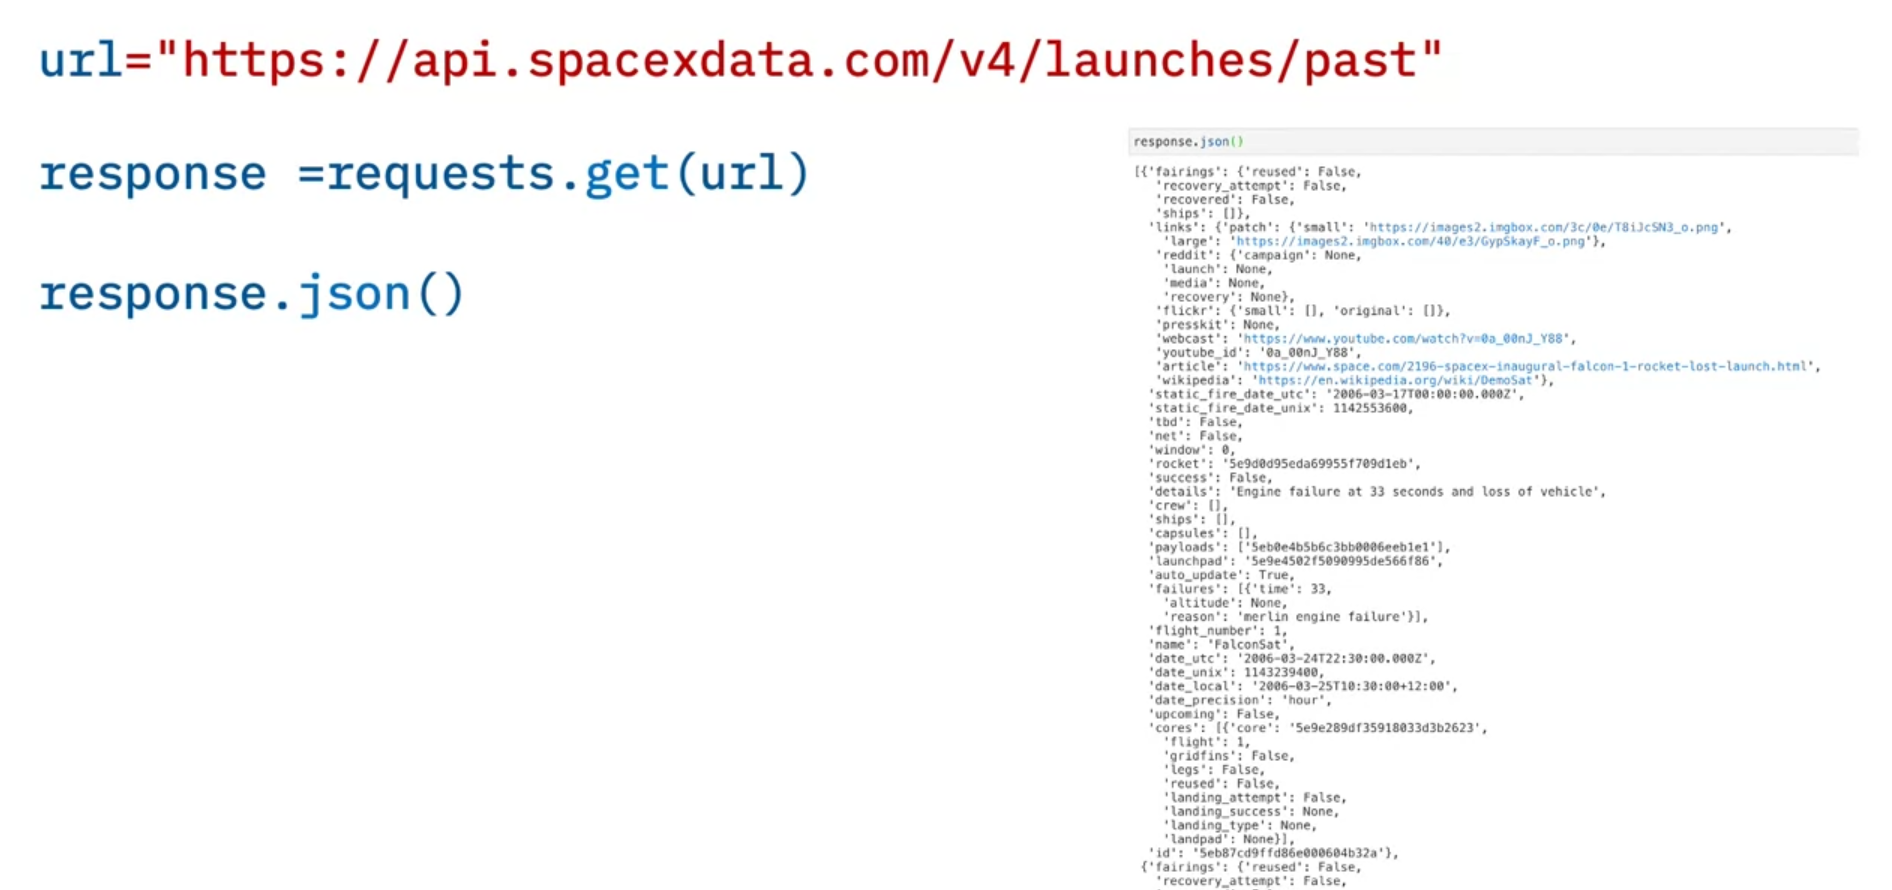 url="https://api.spacexdata.com/v4/launches/past"
response =requests.get(url)
response.json()
response.json()
[{'fairings': {'reused': False,
'recovery_attempt': False,
'recovered': False,
'ships': []},
'links': {'patch': {'small': 'https://images2.imgbox.com/3c/0e/T8iJcSN3_o.png',
'large': 'https://images2.imgbox.com/40/e3/GypSkayF_o.png'},
'reddit': {'campaign': None,
'launch': None,
'media': None,
'recovery': None},
'flickr': {'small': [], 'original': []},
'presskit': None,
'webcast': 'https://www.youtube.com/watch?v=0a_00nJ_Y88',
'youtube_id': '0a_00nJ_Y88',
'article': 'https://www.space.com/2196-spacex-inaugural-falcon-1-rocket-lost-launch.html',
'wikipedia': 'https://en.wikipedia.org/wiki/DemoSat'},
'static_fire_date_utc': '2006-03-17T00:00:00.000Z',
'static_fire_date_unix': 1142553600,
'tbd': False,
'net': False,
'window': 0,
'rocket': '5e9d0d95eda69955f709d1eb',
'success': False,
'details': 'Engine failure at 33 seconds and loss of vehicle',
'crew': [],
'ships': [],
'capsules': [],
'payloads': ['5eb0e4b5b6c3bb0006eeb1e1'],
'launchpad': '5e9e4502f5090995de566f86',
'auto_update': True,
'failures': [{'time': 33,
'altitude': None,
'reason': 'merlin engine failure'}],
'flight_number': 1,
'name': 'FalconSat',
'date_utc': '2006-03-24T22:30:00.000Z',
'date_unix': 1143239400,
'date_local': '2006-03-25T10:30:00+12:00',
'date_precision': 'hour',
'upcoming': False,
'cores': [{'core': '5e9e289df35918033d3b2623',
'flight': 1,
'gridfins': False,
'legs': False,
'reused': False,
'landing_attempt': False,
'landing_success': None,
'landing_type': None,
'landpad': None}],
'id': '5eb87cd9ffd86e000604b32a'},
{'fairings': {'reused': False,
'recovery_attempt': False,